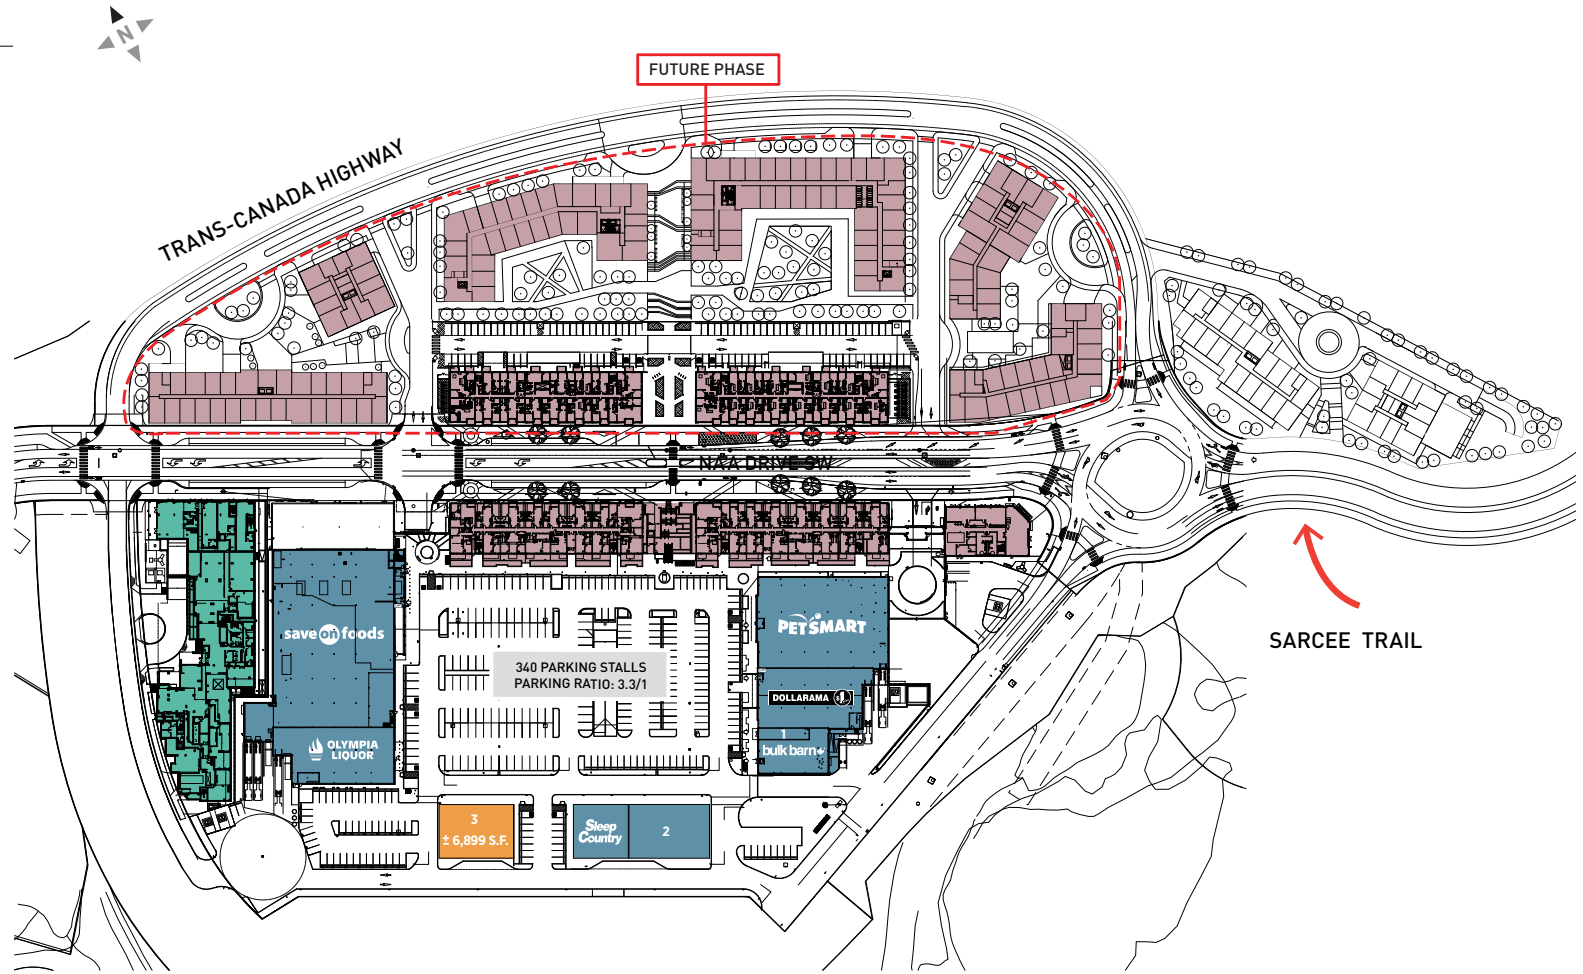 N
FUTURE PHASE
TRANS-CANADA HIGHWAY
NAA DRIVE SW
save on foods
PETSMART
340 PARKING STALLS
PARKING RATIO: 3.3/1
SARCEE TRAIL
DOLLARAMA $1
OLYMPIA
LIQUOR
1
bulk barn
3
± 6,899 S.F.
Sleep
Country
2